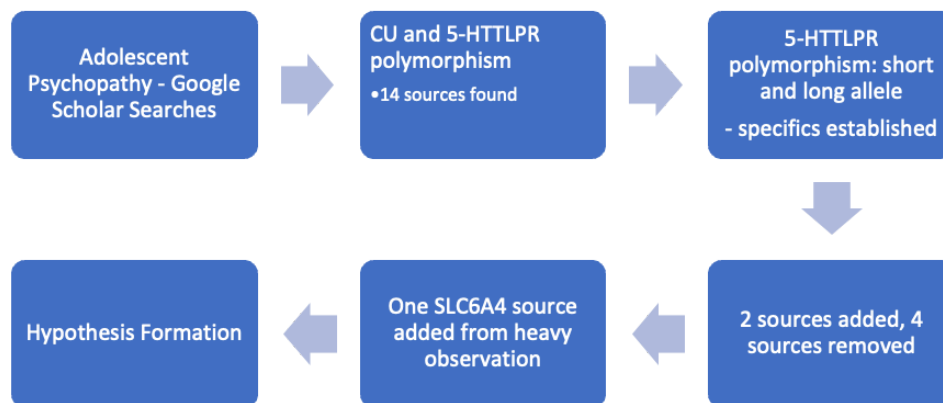 Adolescent
Psychopathy - Google
Scholar Searches
CU and 5-HTTLPR
polymorphism
•14 sources found
5-HTTLPR
polymorphism: short
and long allele
- specifics established
2 sources added, 4
sources removed
One SLC6A4 source
added from heavy
observation
Hypothesis Formation